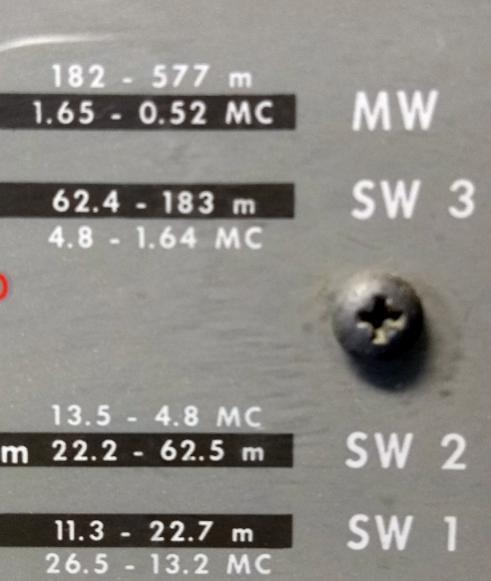 182 - 577 m
1.65 - 0.52 MC MW
62.4 - 183 m SW 3
4.8 - 1.64 MC
13.5 - 4.8 MC
m 22.2 - 62.5 m SW 2
11.3 - 22.7 m SW 1
26.5 - 13.2 MC